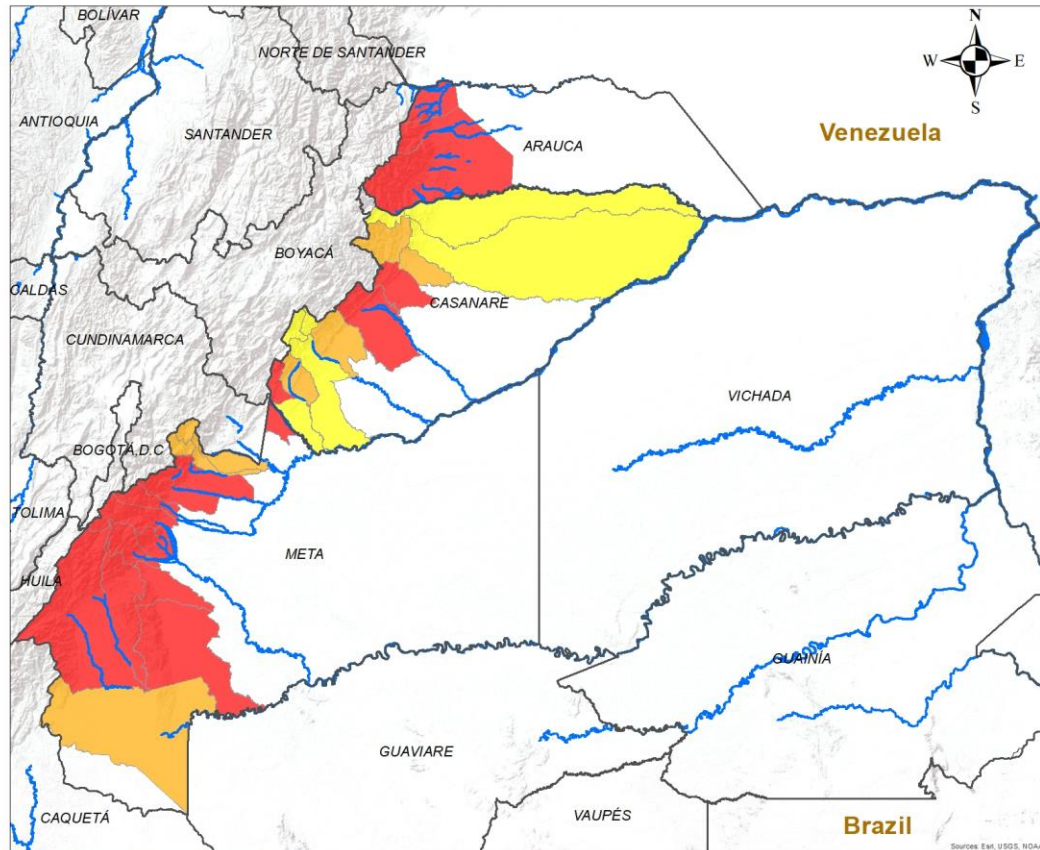 BOLÍVAR
NORTE DE SANTANDER
N
W
E
S
ANTIOQUIA
SANTANDER
ARAUCA
Venezuela
BOYACÁ
CALDAS
CASANARE
CUNDINAMARCA
VICHADA
BOGOTÁ, D.C
TOLIMA
META
HUILA
GUAINÍA
GUAVIARE
CAQUETÁ
VAUPÉS
Brazil
Sources: Esri, USGS, NOAA